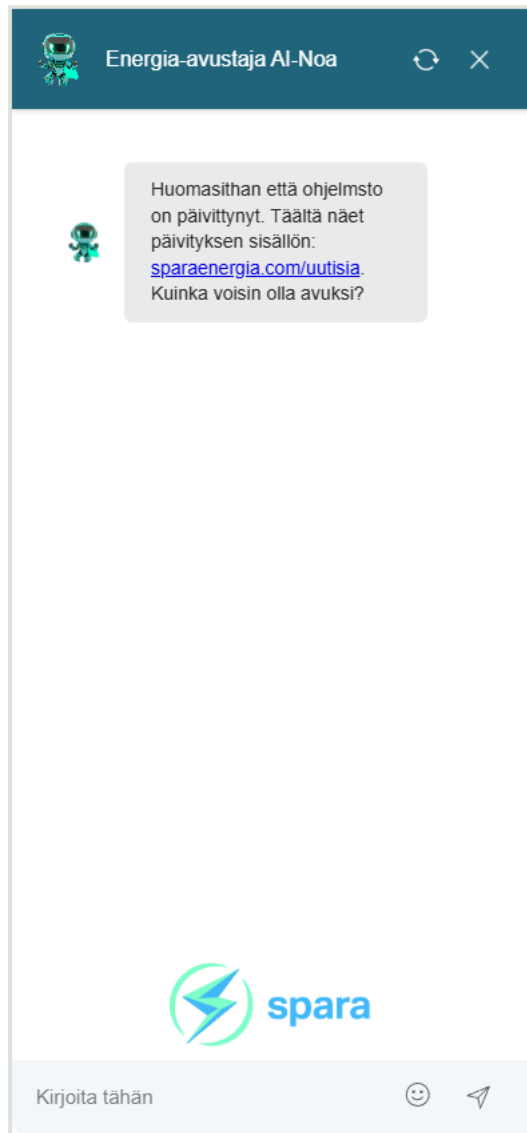 Energia-avustaja AI-Noa
Huomasithan että ohjelmsto
on päivittynyt. Täältä näet
päivityksen sisällön:
sparaenergia.com/uutisia.
Kuinka voisin olla avuksi?
spara
Kirjoita tähän